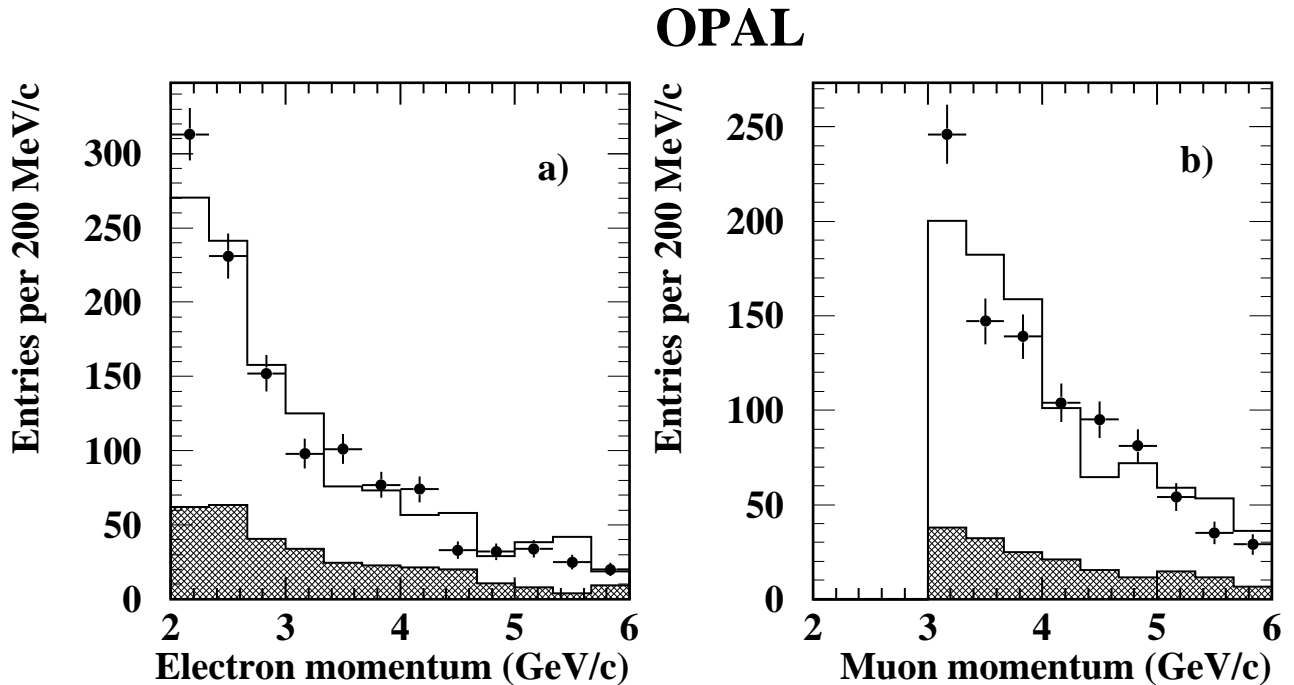 OPAL
Entries per 200 MeV/c
300
250
200
150
100
50
0
a)
2 3 4 5 6
Electron momentum (GeV/c)
Entries per 200 MeV/c
250
200
150
100
50
0
b)
2 3 4 5 6
Muon momentum (GeV/c)